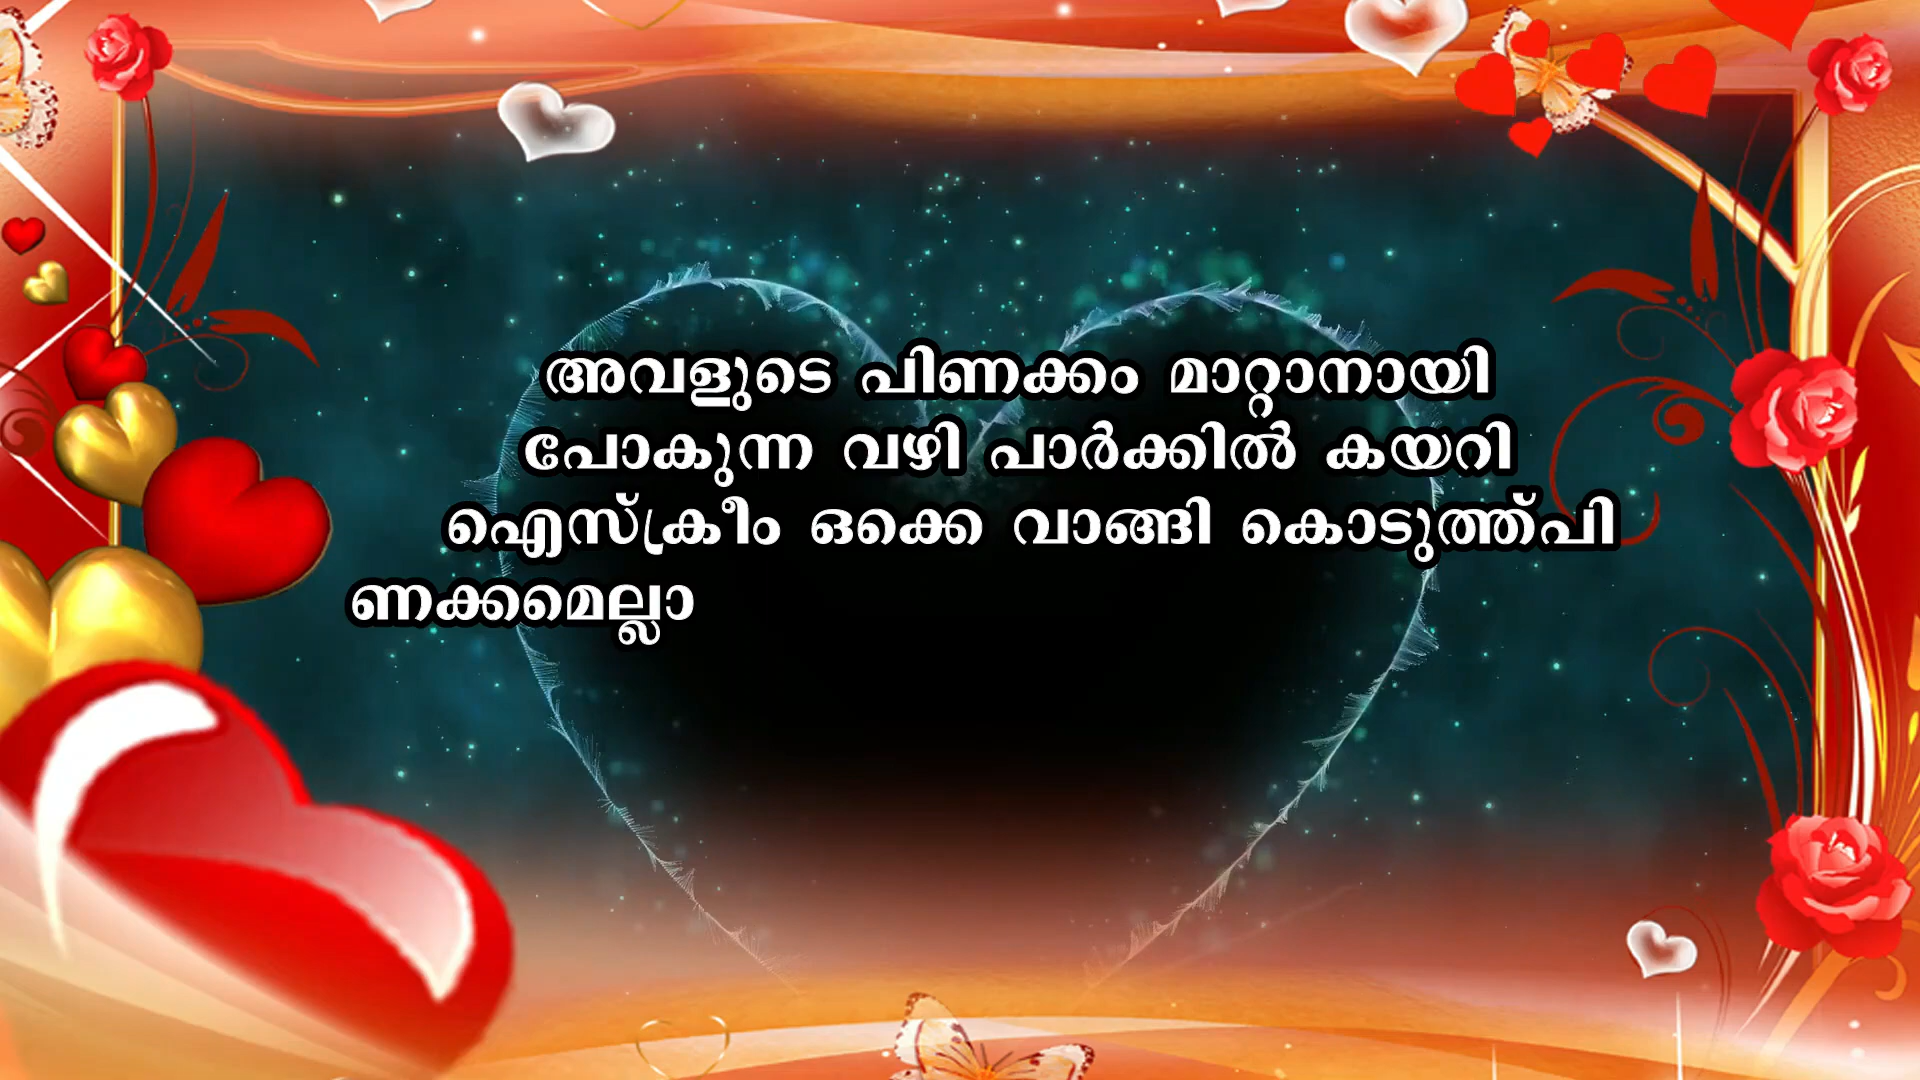 അവളുടെ പിണക്കം മാറ്റാനായി
പോകുന്ന വഴി പാർക്കിൽ കയറി
ഐസ്ക്രീം ഒക്കെ വാങ്ങി കൊടുത്ത്പി
ണക്കമെല്ലാ